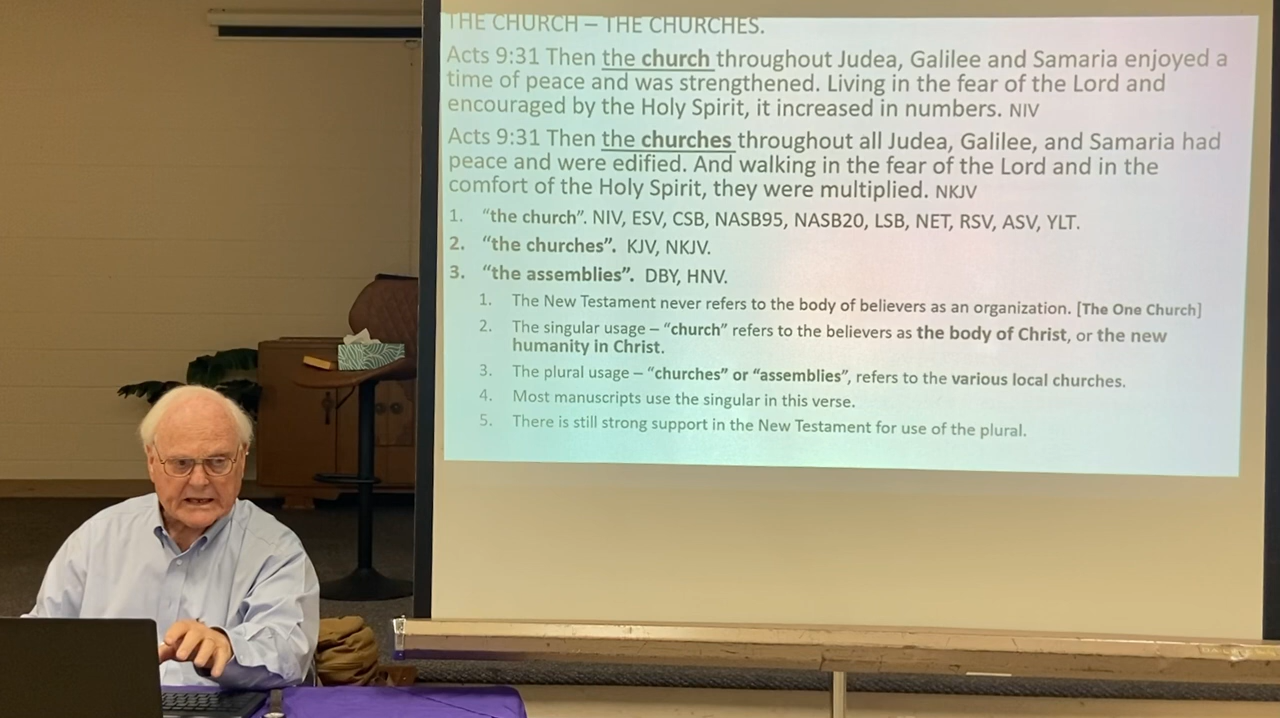 THE CHURCH – THE CHURCHES.
Acts 9:31 Then the church throughout Judea, Galilee and Samaria enjoyed a
time of peace and was strengthened. Living in the fear of the Lord and
encouraged by the Holy Spirit, it increased in numbers. NIV
Acts 9:31 Then the churches throughout all Judea, Galilee, and Samaria had
peace and were edified. And walking in the fear of the Lord and in the
comfort of the Holy Spirit, they were multiplied. NKJV
1. “the church”. NIV, ESV, CSB, NASB95, NASB20, LSB, NET, RSV, ASV, YLT.
2. “the churches”. KJV, NKJV.
3. “the assemblies”. DBY, HNV.
1. The New Testament never refers to the body of believers as an organization. [The One Church]
2. The singular usage – “church” refers to the believers as the body of Christ, or the new
humanity in Christ.
3. The plural usage – “churches” or “assemblies”, refers to the various local churches.
4. Most manuscripts use the singular in this verse.
5. There is still strong support in the New Testament for use of the plural.